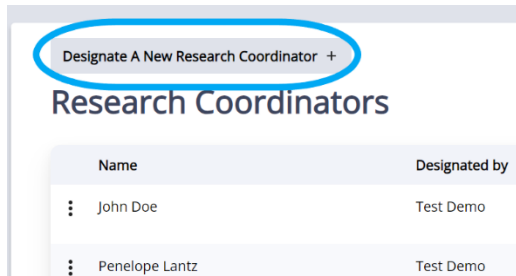 Designate A New Research Coordinator +
Research Coordinators
Name Designated by
John Doe Test Demo
Penelope Lantz Test Demo